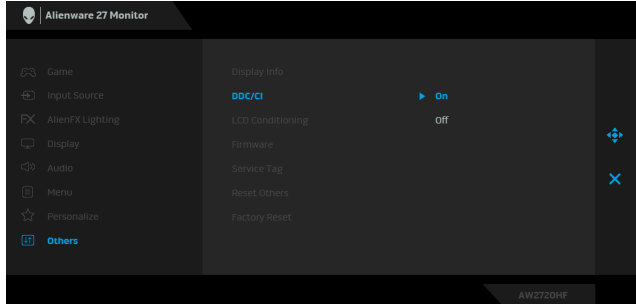 Alienware 27 Monitor
Game
Display Info
Input Source
DDC/CI
On
FX
AlienFX Lighting
LCD Conditioning
Off
Display
Firmware
Audio
Service Tag
Menu
Reset Others
Personalize
Factory Reset
Others
AW2720HF